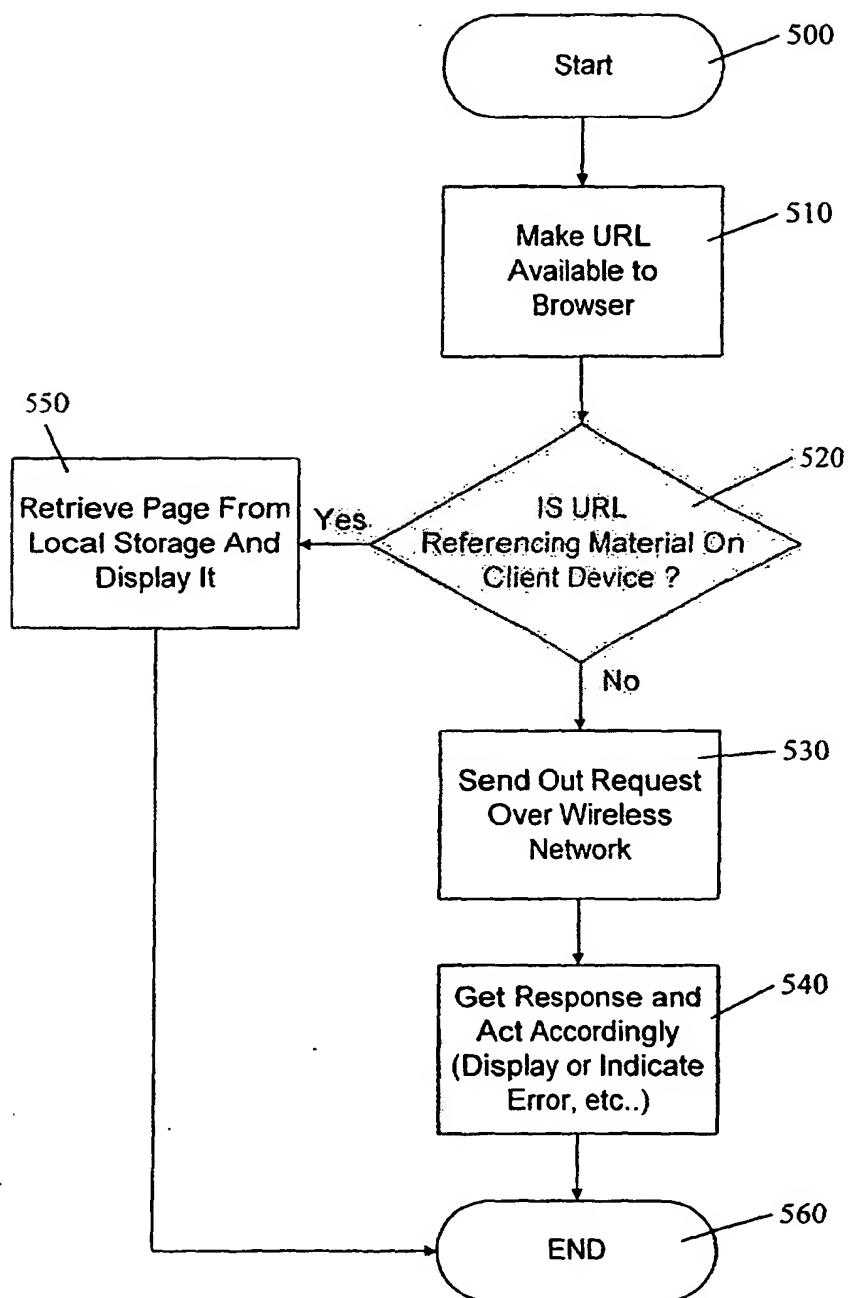 500
Start
510
Make URL
Available to
Browser
550
520
Retrieve Page From
Local Storage And
Display It
Yes
IS URL
Referencing Material On
Client Device ?
No
530
Send Out Request
Over Wireless
Network
540
Get Response and
Act Accordingly
(Display or Indicate
Error, etc..)
560
END